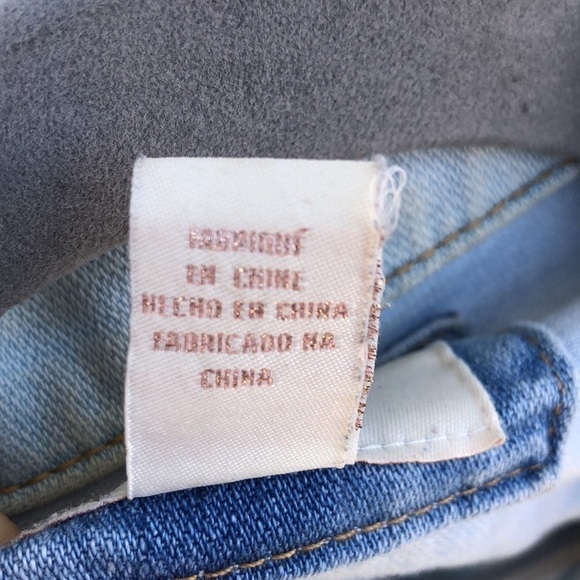 FABRIQUÉ
EN CHINE
HECHO EN CHINA
FABRICADO NA
CHINA